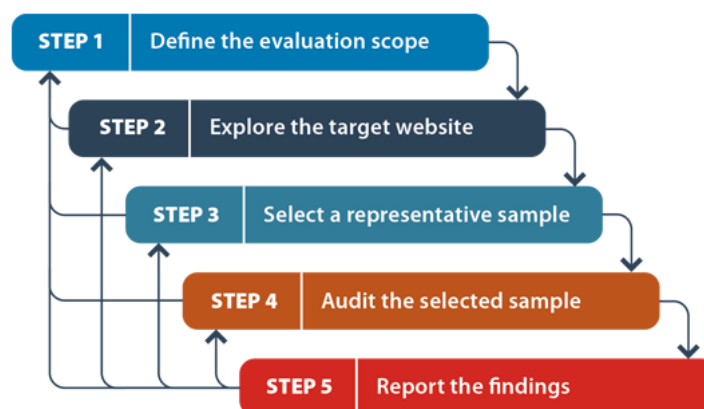 STEP 1 Define the evaluation scope
STEP 2 Explore the target website
STEP 3 Select a representative sample
STEP 4 Audit the selected sample
STEP 5 Report the findings